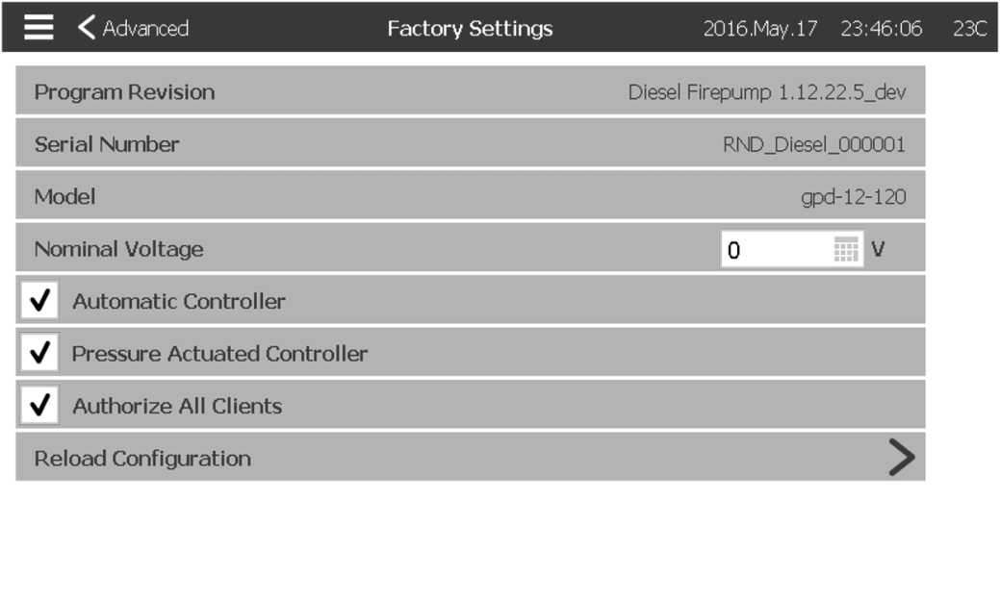 Advanced Factory Settings 2016.May.17 23:46:06 23C
Program Revision Diesel Firepump 1.12.22.5_dev
Serial Number RND_Diesel_000001
Model gpd-12-120
Nominal Voltage 0 V
Automatic Controller
Pressure Actuated Controller
Authorize All Clients
Reload Configuration